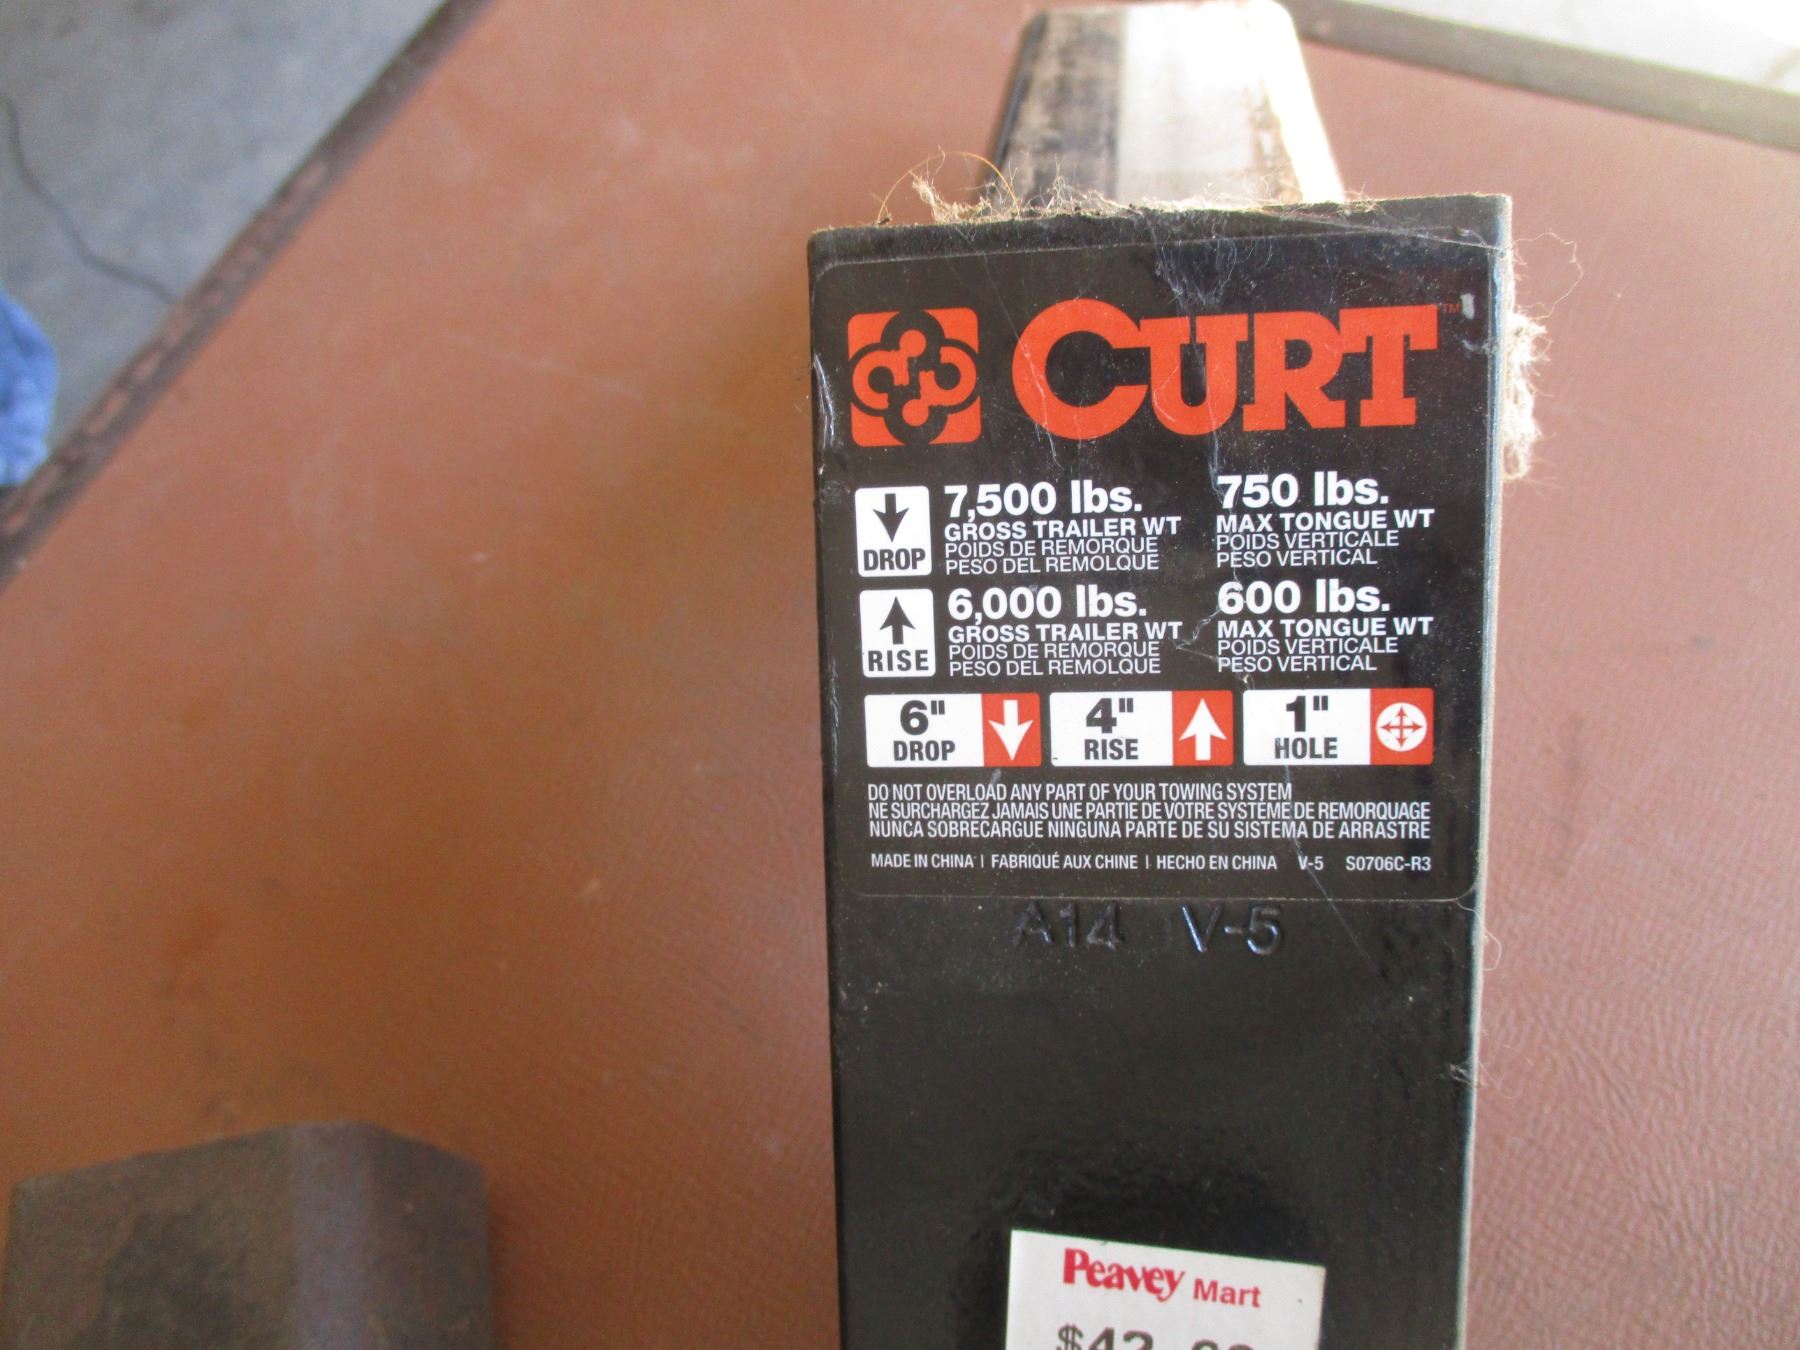 CURT™
DROP
7,500 lbs.
GROSS TRAILER WT
POIDS DE REMORQUE
PESO DEL REMOLQUE
750 lbs.
MAX TONGUE WT
POIDS VERTICALE
PESO VERTICAL
RISE
6,000 lbs.
GROSS TRAILER WT
POIDS DE REMORQUE
PESO DEL REMOLQUE
600 lbs.
MAX TONGUE WT
POIDS VERTICALE
PESO VERTICAL
6"
DROP
4"
RISE
1"
HOLE
DO NOT OVERLOAD ANY PART OF YOUR TOWING SYSTEM
NE SURCHARGEZ JAMAIS UNE PARTIE DE VOTRE SYSTÈME DE REMORQUAGE
NUNCA SOBRECARGUE NINGUNA PARTE DE SU SISTEMA DE ARRASTRE
MADE IN CHINA | FABRIQUÉ AUX CHINE | HECHO EN CHINA V-5 S0706C-R3
A14 V-5
Peavey Mart